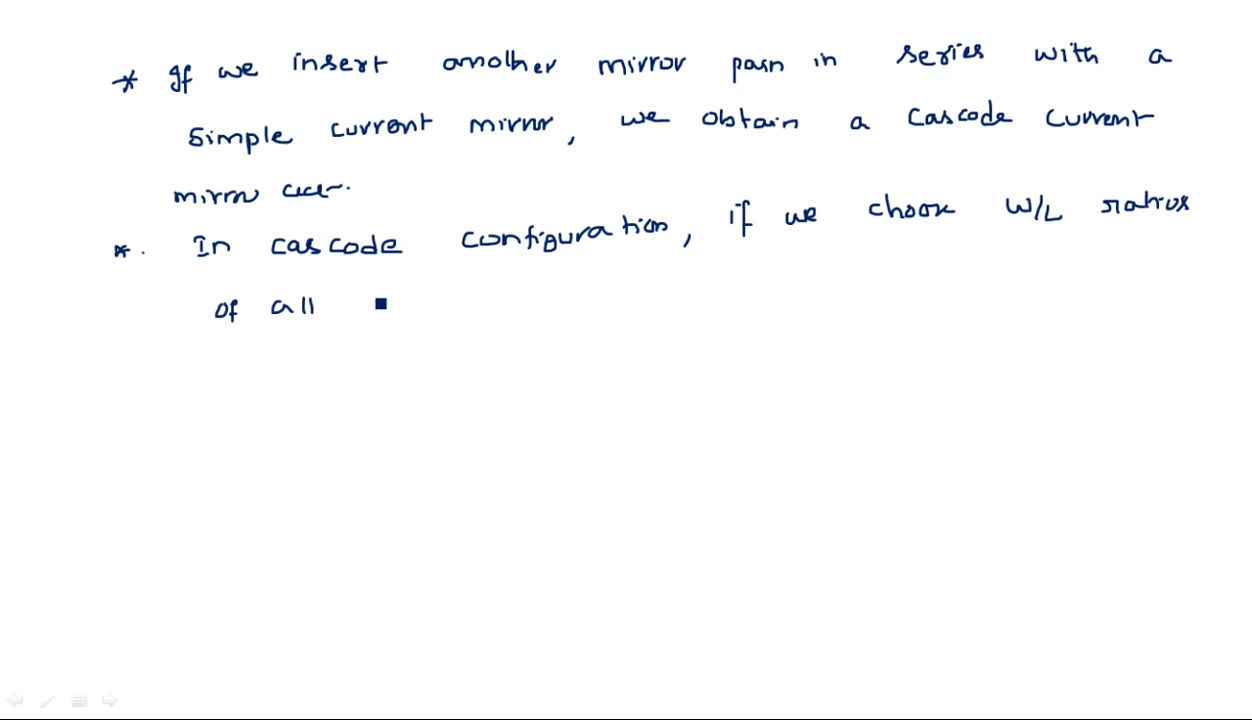 * If we insert another mirror pair in series with a
simple current mirror, we obtain a cascode current
mirror
*. In cascode configuration, if we choose W/L ratios
of all